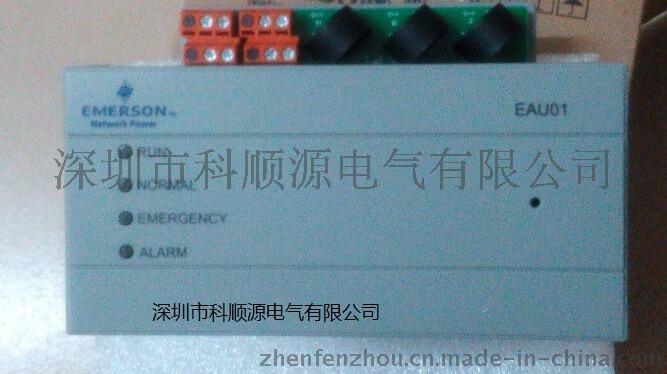 EMERSON
Network Power
EAU01
RUN
深圳市科顺源电气有限公司
NORMAL
EMERGENCY
ALARM
深圳市科顺源电气有限公司
zhenfenzhou.cn.made-in-china.com